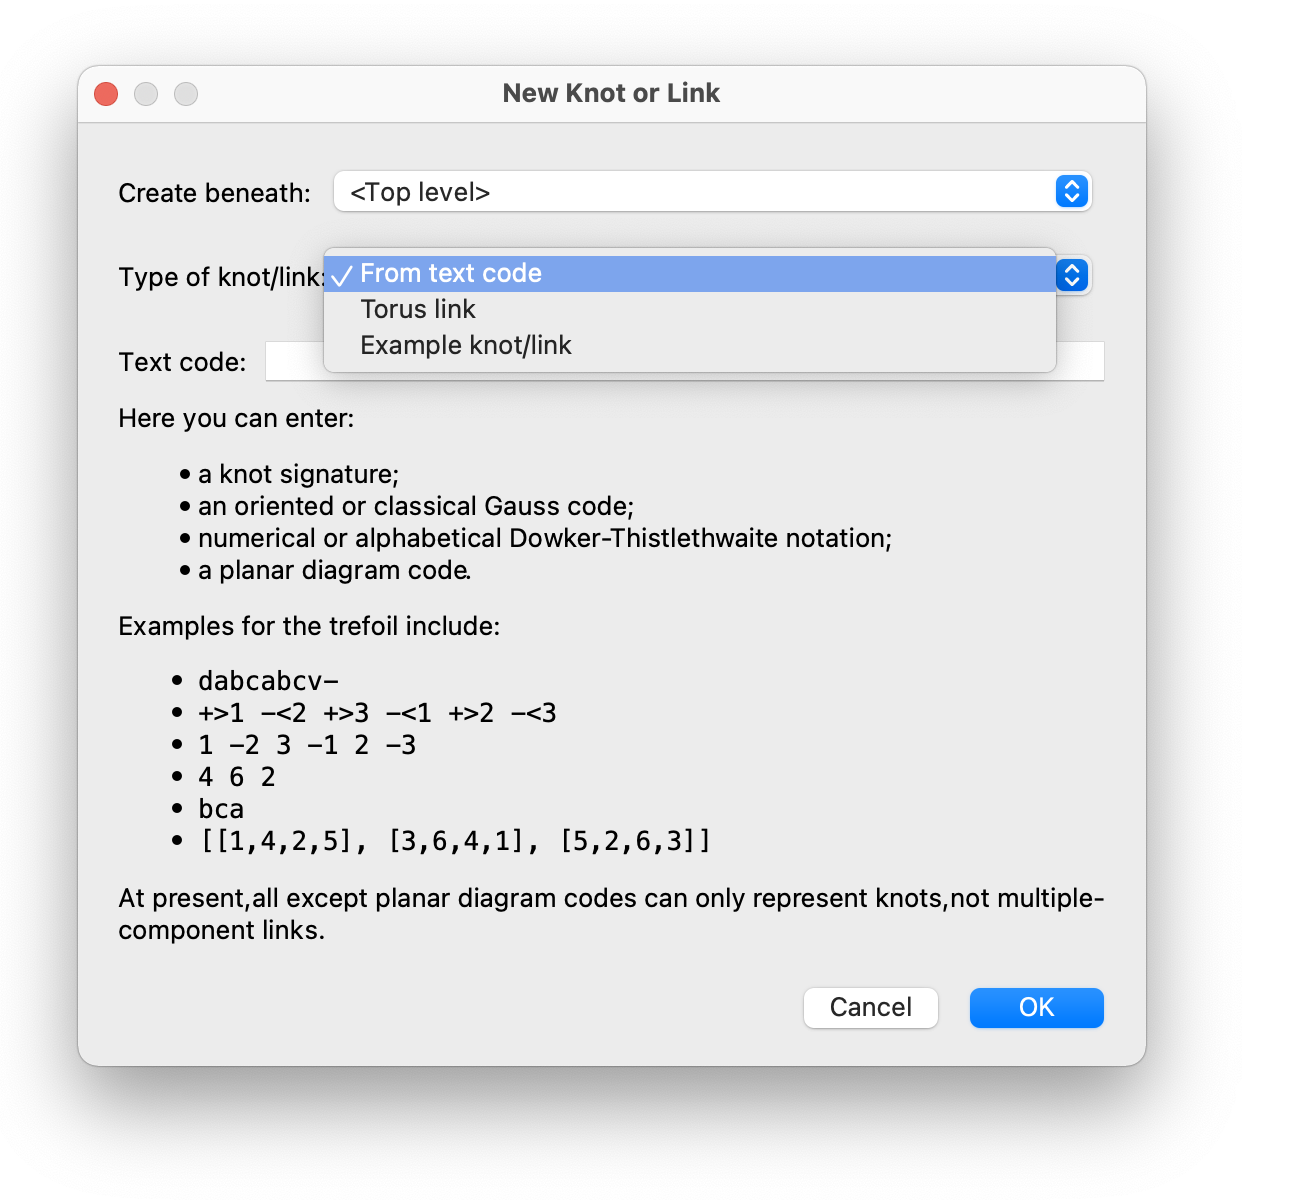 New Knot or Link
Create beneath: <Top level>
Type of knot/link: ✓ From text code
Torus link
Example knot/link
Text code:
Here you can enter:
• a knot signature;
• an oriented or classical Gauss code;
• numerical or alphabetical Dowker-Thistlethwaite notation;
• a planar diagram code.
Examples for the trefoil include:
• dabcabcv-
• +>1 -<2 +>3 -<1 +>2 -<3
• 1 -2 3 -1 2 -3
• 4 6 2
• bca
• [[1,4,2,5], [3,6,4,1], [5,2,6,3]]
At present,all except planar diagram codes can only represent knots,not multiple-
component links.
Cancel OK